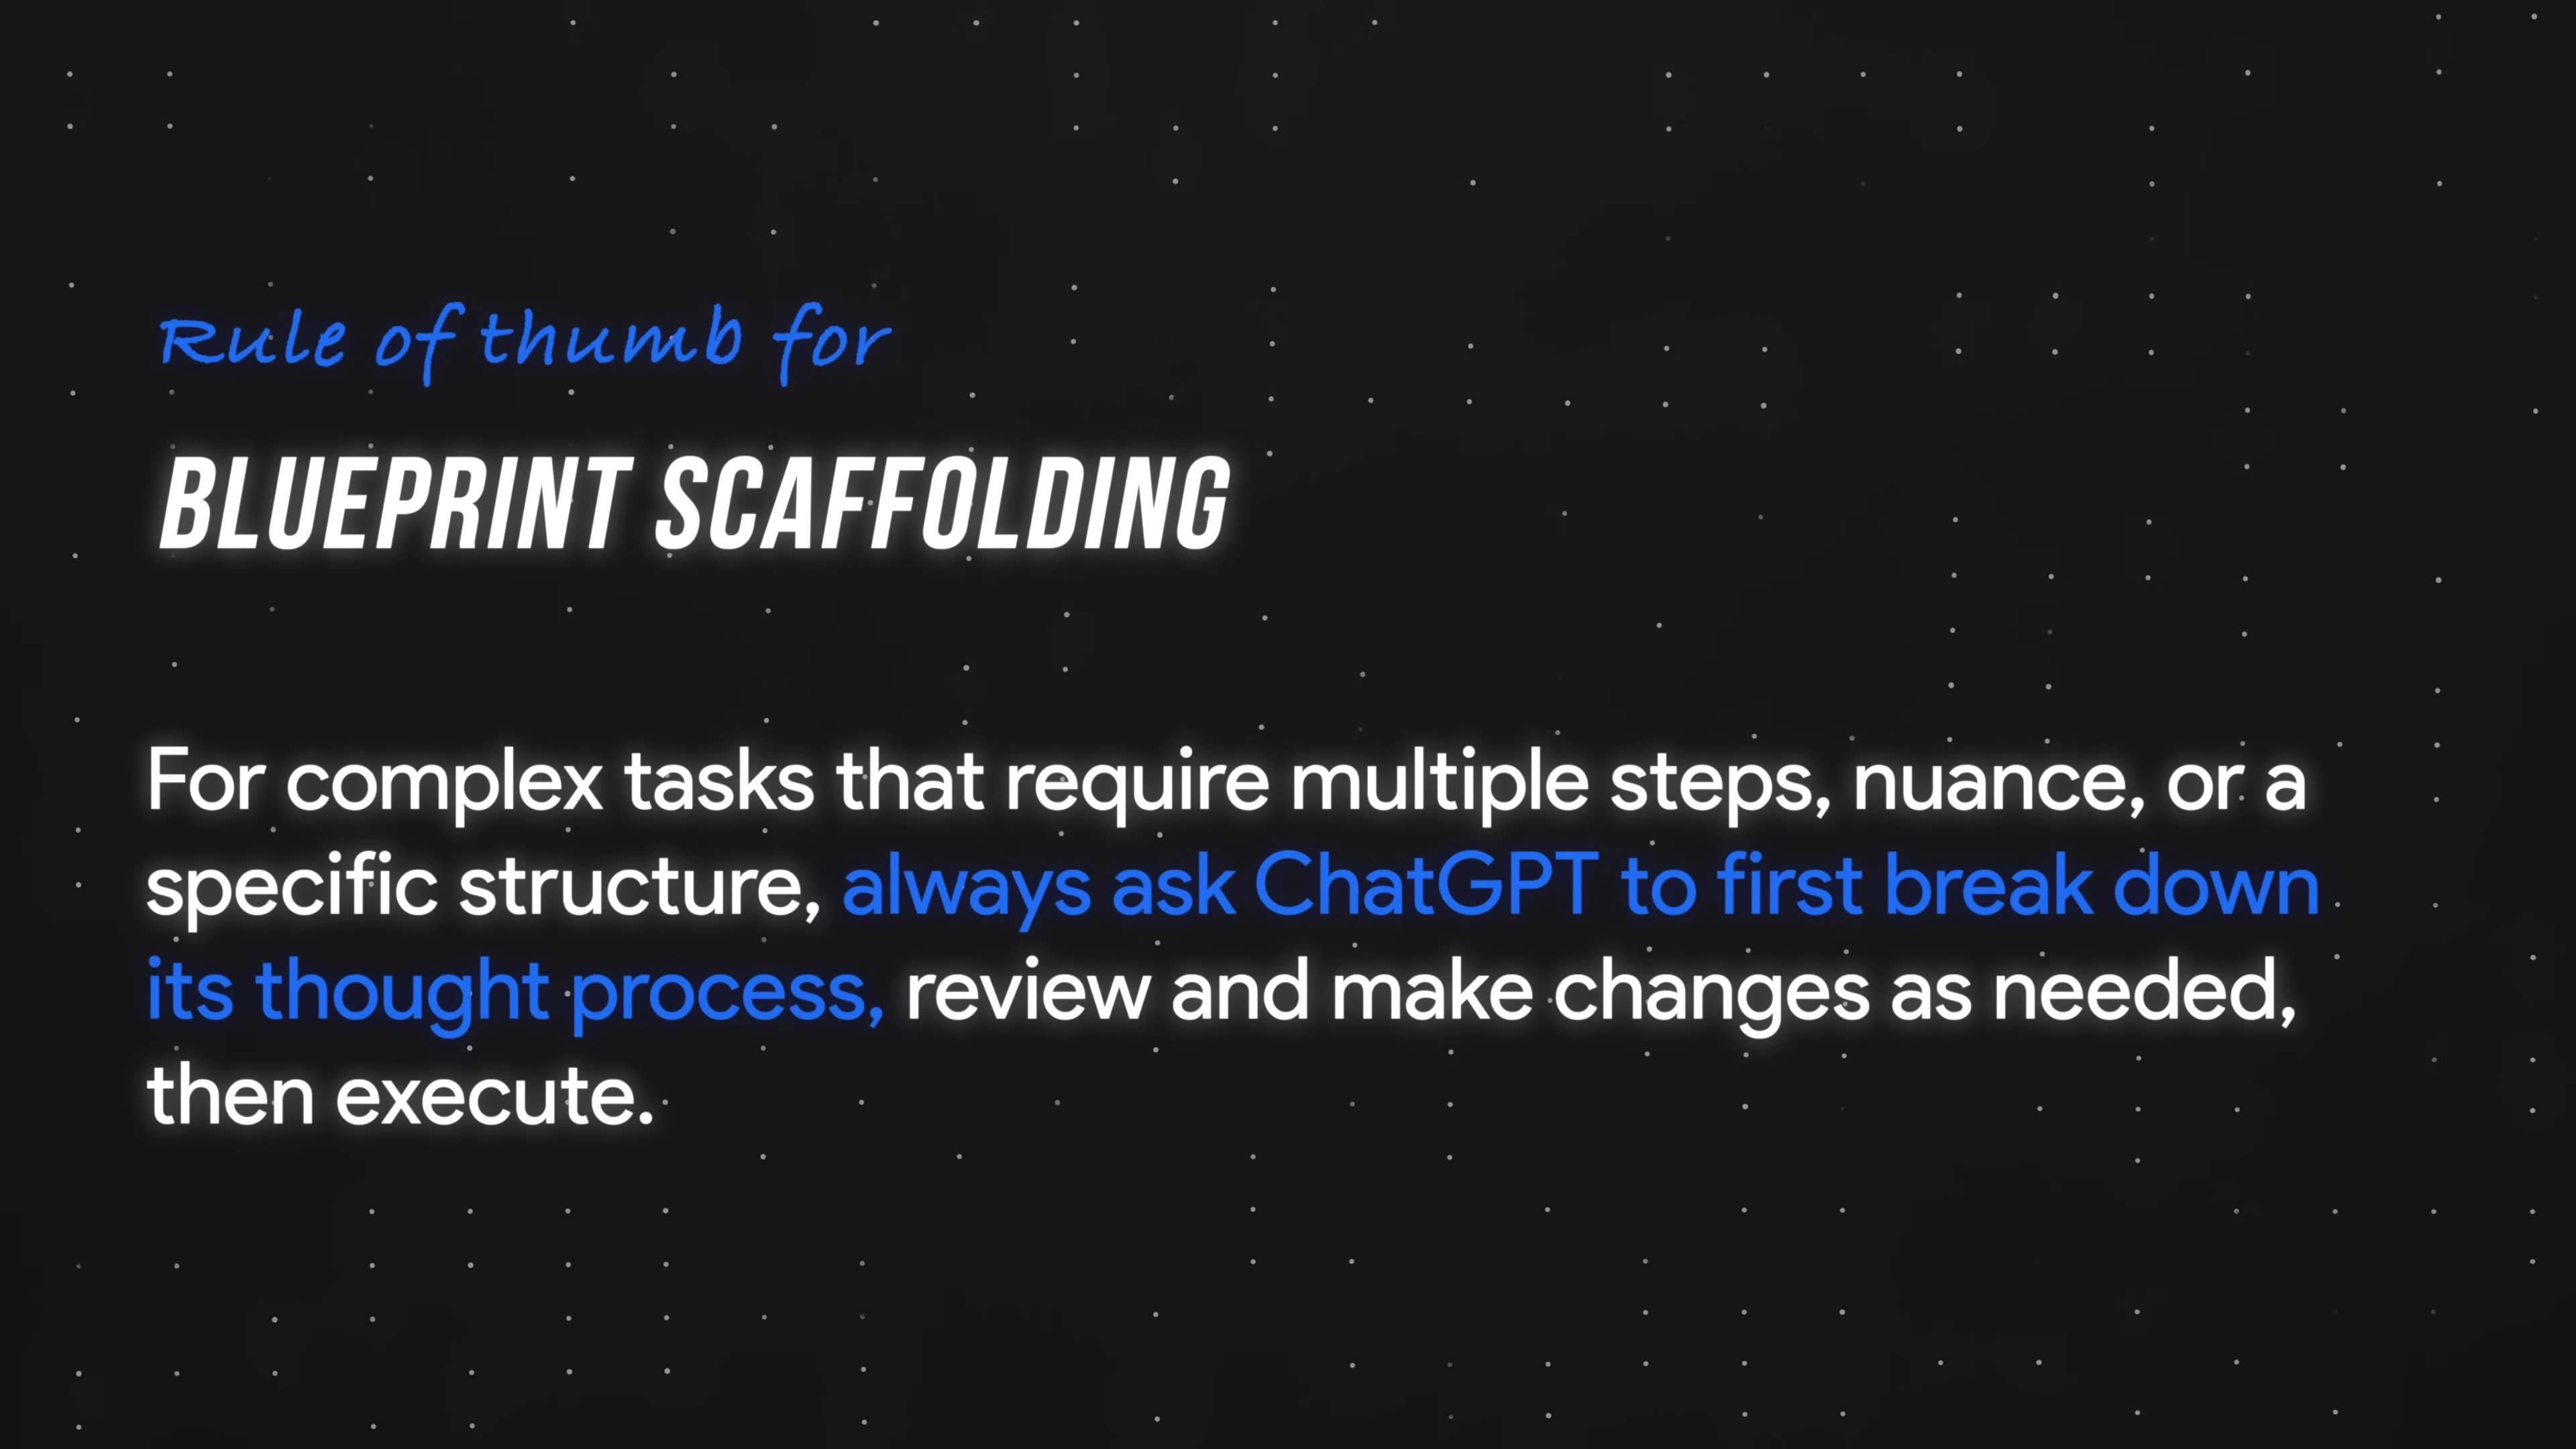 Rule of thumb for
BLUEPRINT SCAFFOLDING
For complex tasks that require multiple steps, nuance, or a
specific structure, always ask ChatGPT to first break down
its thought process, review and make changes as needed,
then execute.